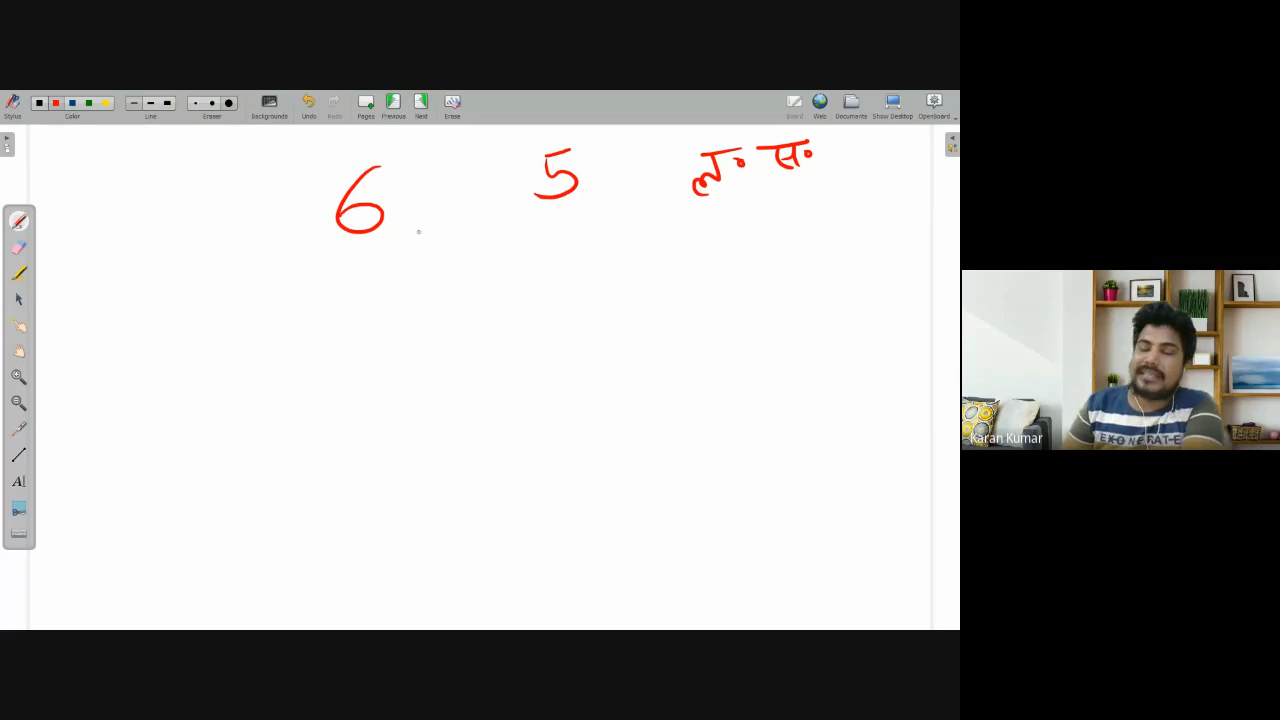 Stylus Color Line Eraser Backgrounds Undo Redo Pages Previous Next Erase Board Web Documents Show Desktop OpenBoard
6 5 ल॰ स॰
Karan Kumar
EXONERATE